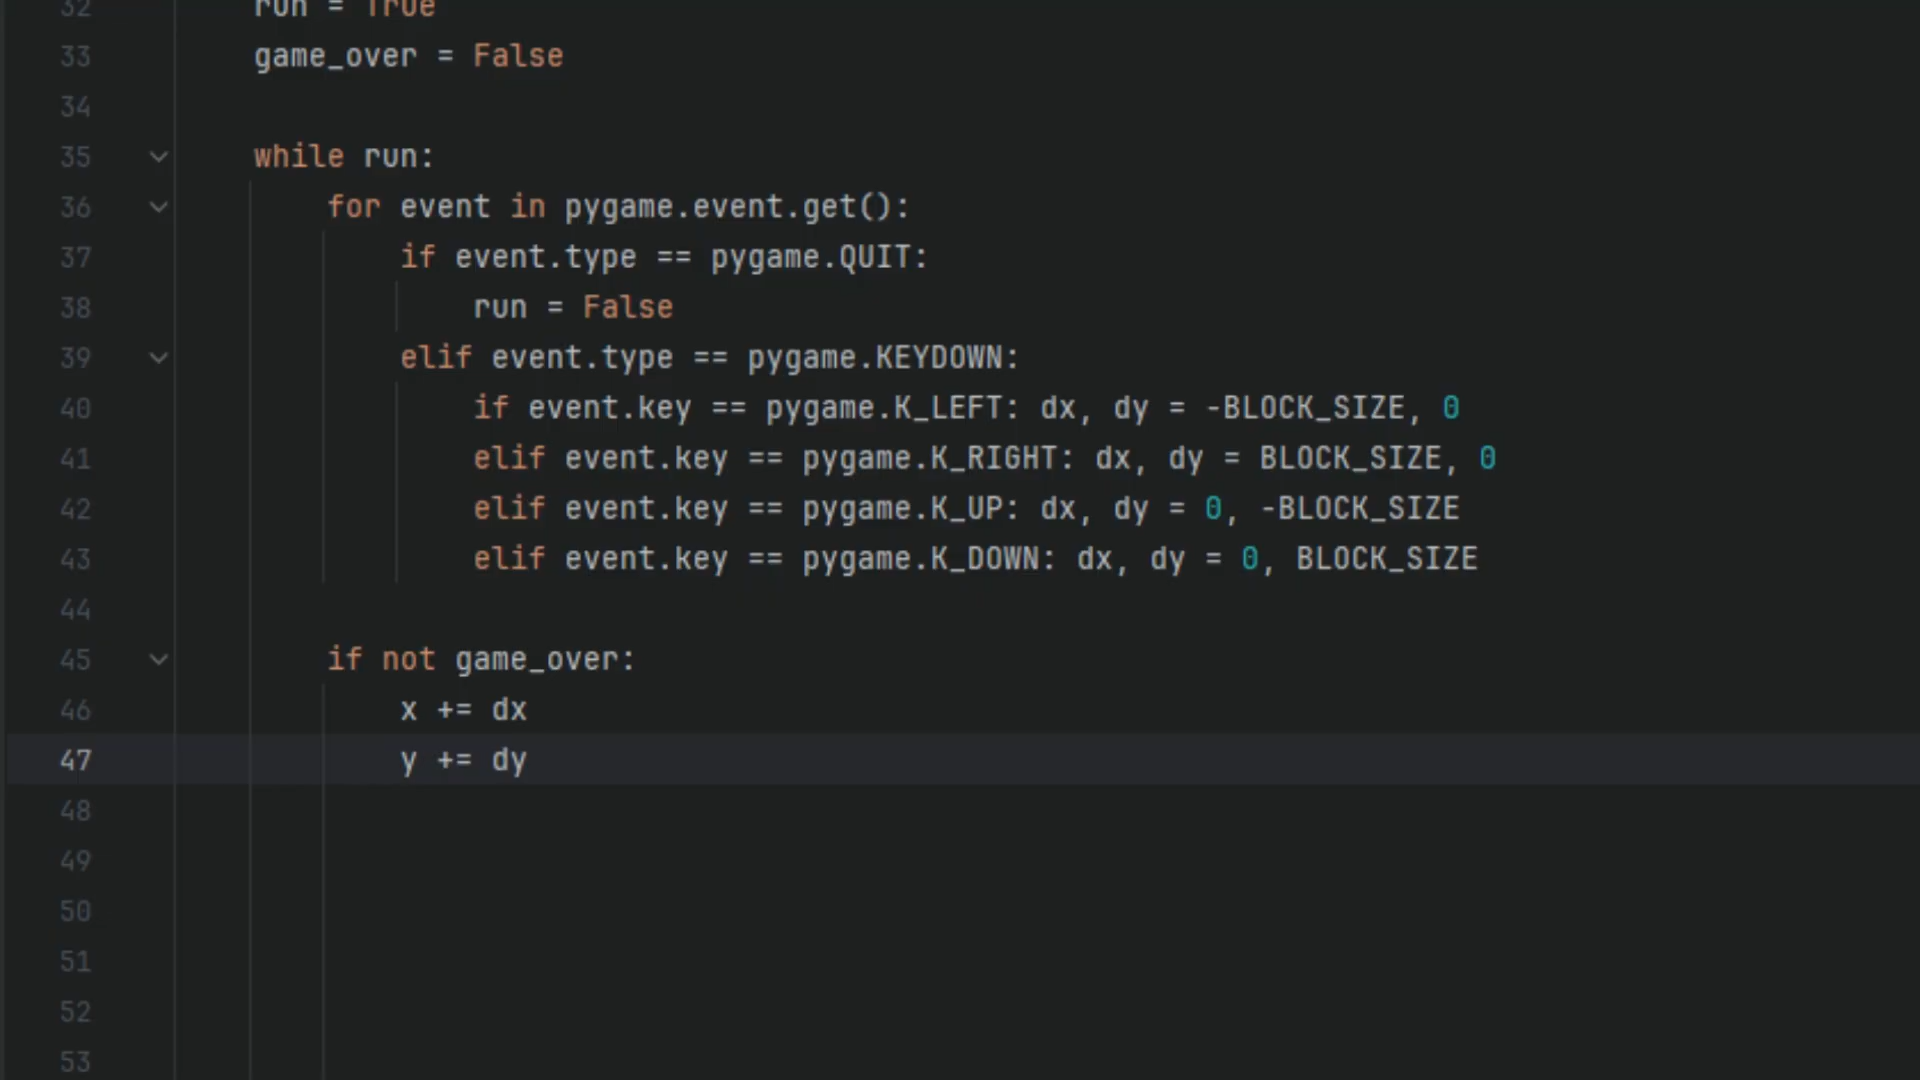 32 run = True
33 game_over = False
34
35 while run:
36 for event in pygame.event.get():
37 if event.type == pygame.QUIT:
38 run = False
39 elif event.type == pygame.KEYDOWN:
40 if event.key == pygame.K_LEFT: dx, dy = -BLOCK_SIZE, 0
41 elif event.key == pygame.K_RIGHT: dx, dy = BLOCK_SIZE, 0
42 elif event.key == pygame.K_UP: dx, dy = 0, -BLOCK_SIZE
43 elif event.key == pygame.K_DOWN: dx, dy = 0, BLOCK_SIZE
44
45 if not game_over:
46 x += dx
47 y += dy
48
49
50
51
52
53